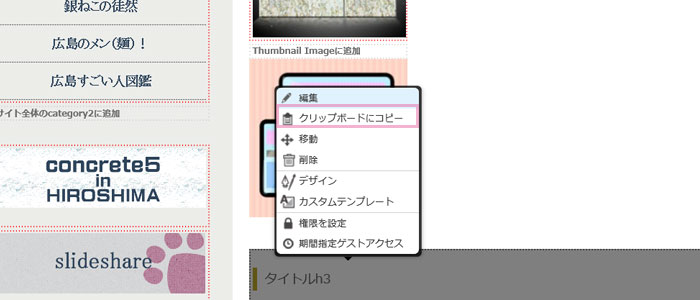 銀ねこの徒然
広島のメン(麺)!
広島すごい人図鑑
サイト全体のcategory2に追加
concrete5
in
HIROSHIMA
slideshare
Thumbnail Imageに追加
編集
クリップボードにコピー
移動
削除
デザイン
カスタムテンプレート
権限を設定
期間指定ゲストアクセス
タイトルh3